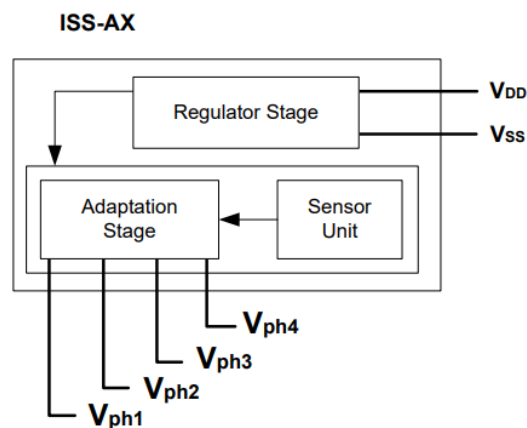 ISS-AX
Regulator Stage
VDD
VSS
Adaptation
Stage
Sensor
Unit
Vph4
Vph3
Vph2
Vph1